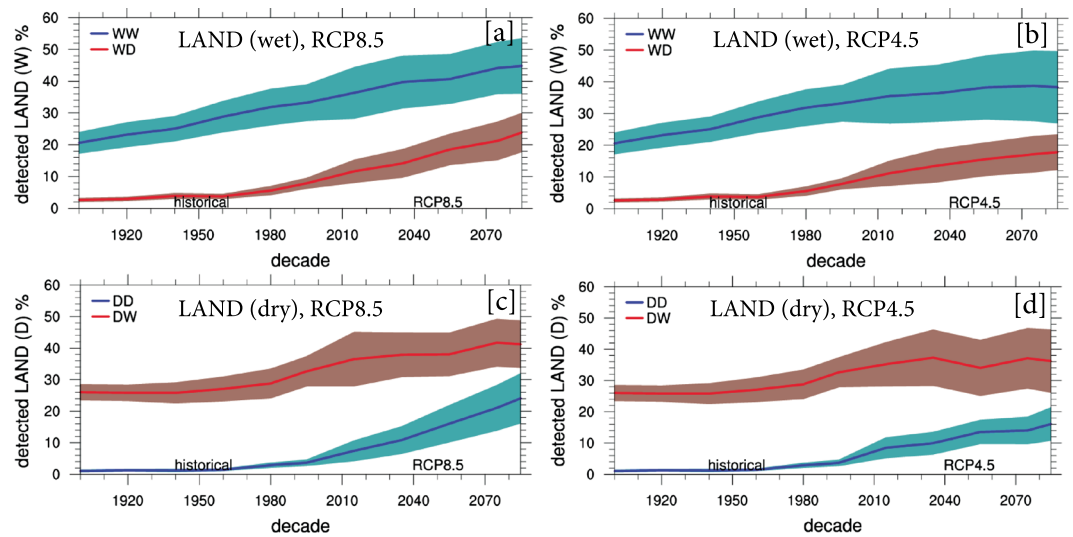 [a]
LAND (wet), RCP8.5
WW
WD
detected LAND (W) %
60
50
40
30
20
10
0
historical
RCP8.5
1920 1950 1980 2010 2040 2070
decade
[b]
LAND (wet), RCP4.5
WW
WD
detected LAND (W) %
60
50
40
30
20
10
0
historical
RCP4.5
1920 1950 1980 2010 2040 2070
decade
[c]
LAND (dry), RCP8.5
DD
DW
detected LAND (D) %
60
50
40
30
20
10
0
historical
RCP8.5
1920 1950 1980 2010 2040 2070
decade
[d]
LAND (dry), RCP4.5
DD
DW
detected LAND (D) %
60
50
40
30
20
10
0
historical
RCP4.5
1920 1950 1980 2010 2040 2070
decade